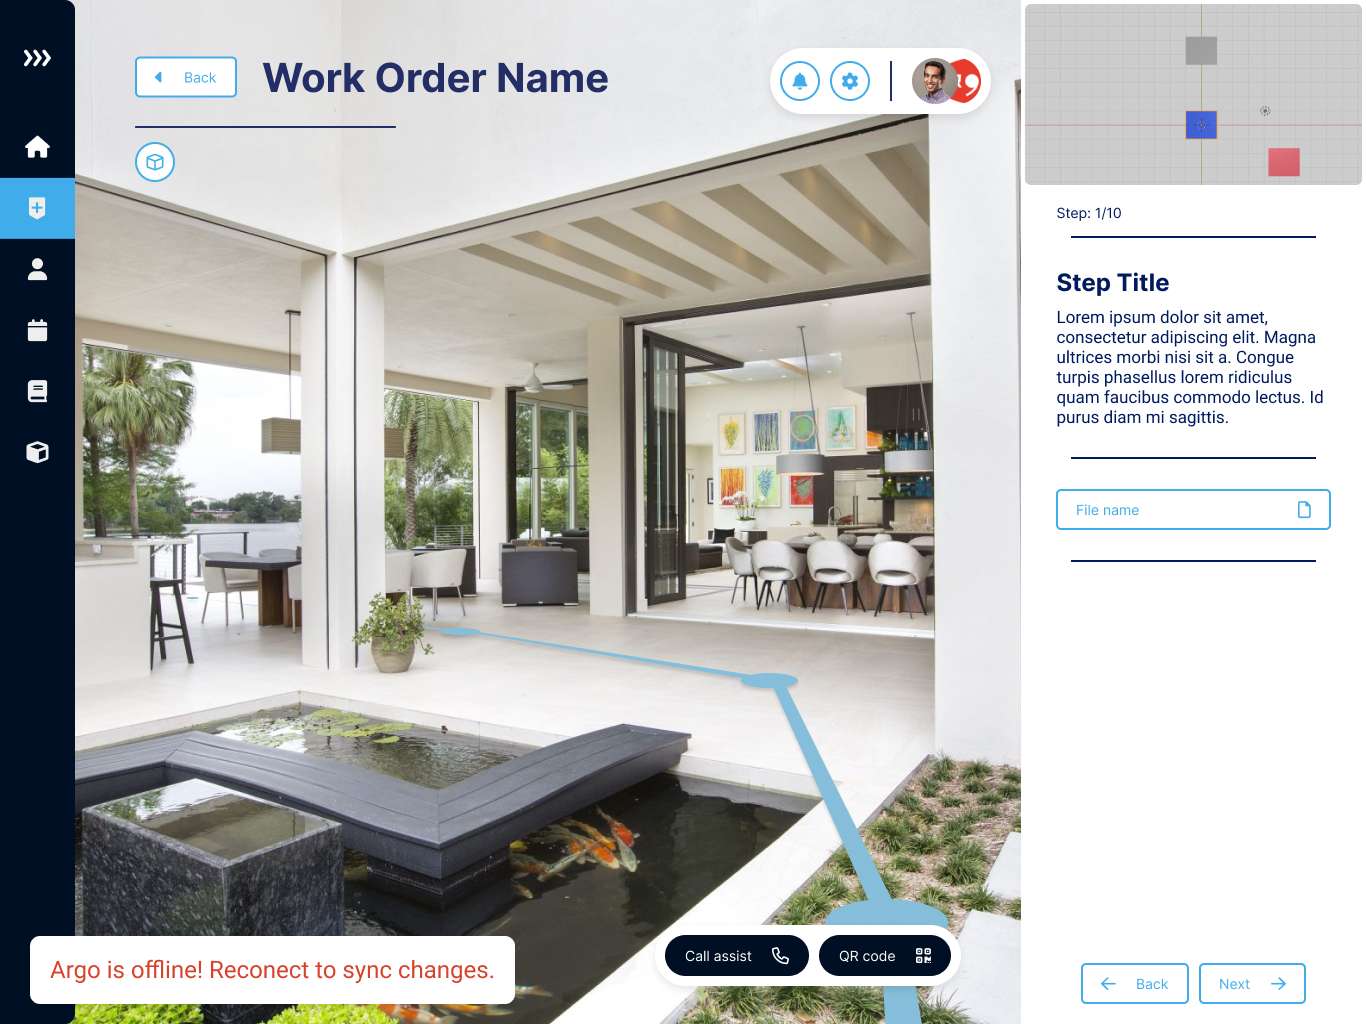 Back
Work Order Name
Step: 1/10
Step Title
Lorem ipsum dolor sit amet,
consectetur adipiscing elit. Magna
ultrices morbi nisi sit a. Congue
turpis phasellus lorem ridiculus
quam faucibus commodo lectus. Id
purus diam mi sagittis.
File name
Call assist
QR code
Argo is offline! Reconect to sync changes.
Back
Next